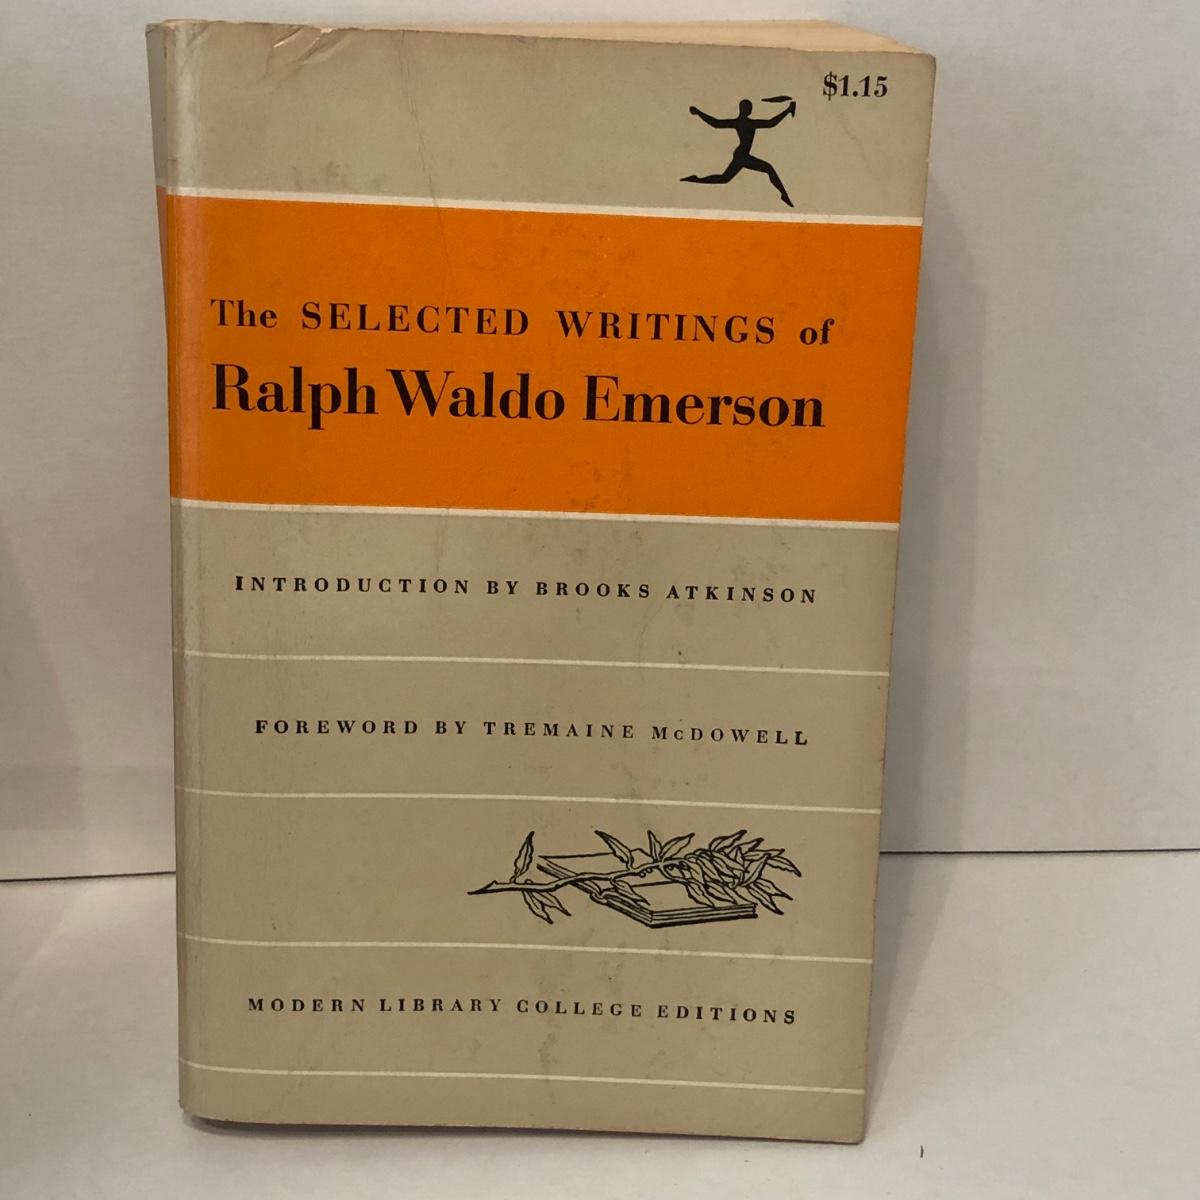 $1.15
The SELECTED WRITINGS of
Ralph Waldo Emerson
INTRODUCTION BY BROOKS ATKINSON
FOREWORD BY TREMAINE McDOWELL
MODERN LIBRARY COLLEGE EDITIONS